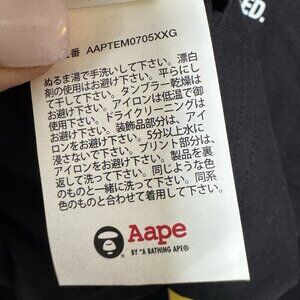 ED.
番 AAPTEM0705XXG
ぬるま湯で手洗いして下さい。漂白
剤の使用はお避け下さい。平らにし
て干して下さい。タンブラー乾燥は
お避け下さい。アイロンは低温で御
使用下さい。ドライクリーニングは
お避け下さい。装飾品部分は、アイ
ロンをお避け下さい。5分以上水に
浸さないで下さい。プリント部分は、
アイロンをお避け下さい。製品を裏
返して洗って下さい。同じような色
のものと一緒に洗って下さい。同系
色のものと合わせて着用して下さい。
Aape
BY *A BATHING APE®